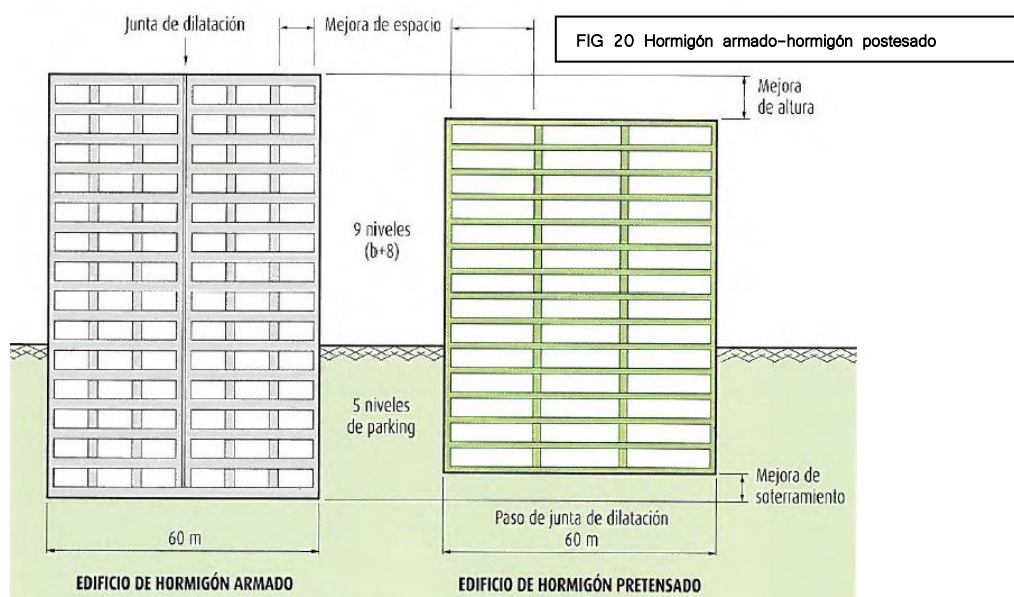 Junta de dilatación
Mejora de espacio
FIG 20 Hormigón armado-hormigón postesado
Mejora
de altura
9 niveles
(b+8)
5 niveles
de parking
Mejora de
soterramiento
60 m
Paso de junta de dilatación
60 m
EDIFICIO DE HORMIGÓN ARMADO
EDIFICIO DE HORMIGÓN PRETENSADO